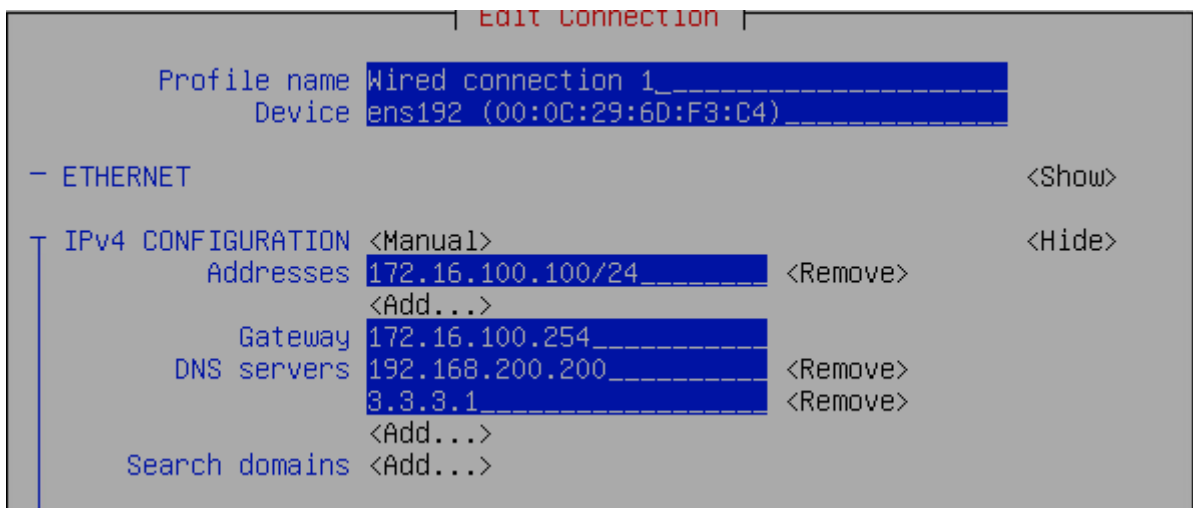 Edit Connection
Profile name Wired connection 1
Device ens192 (00:0C:29:6D:F3:C4)
ETHERNET <Show>
IPv4 CONFIGURATION <Manual> <Hide>
Addresses 172.16.100.100/24 <Remove>
<Add...>
Gateway 172.16.100.254
DNS servers 192.168.200.200 <Remove>
3.3.3.1 <Remove>
<Add...>
Search domains <Add...>